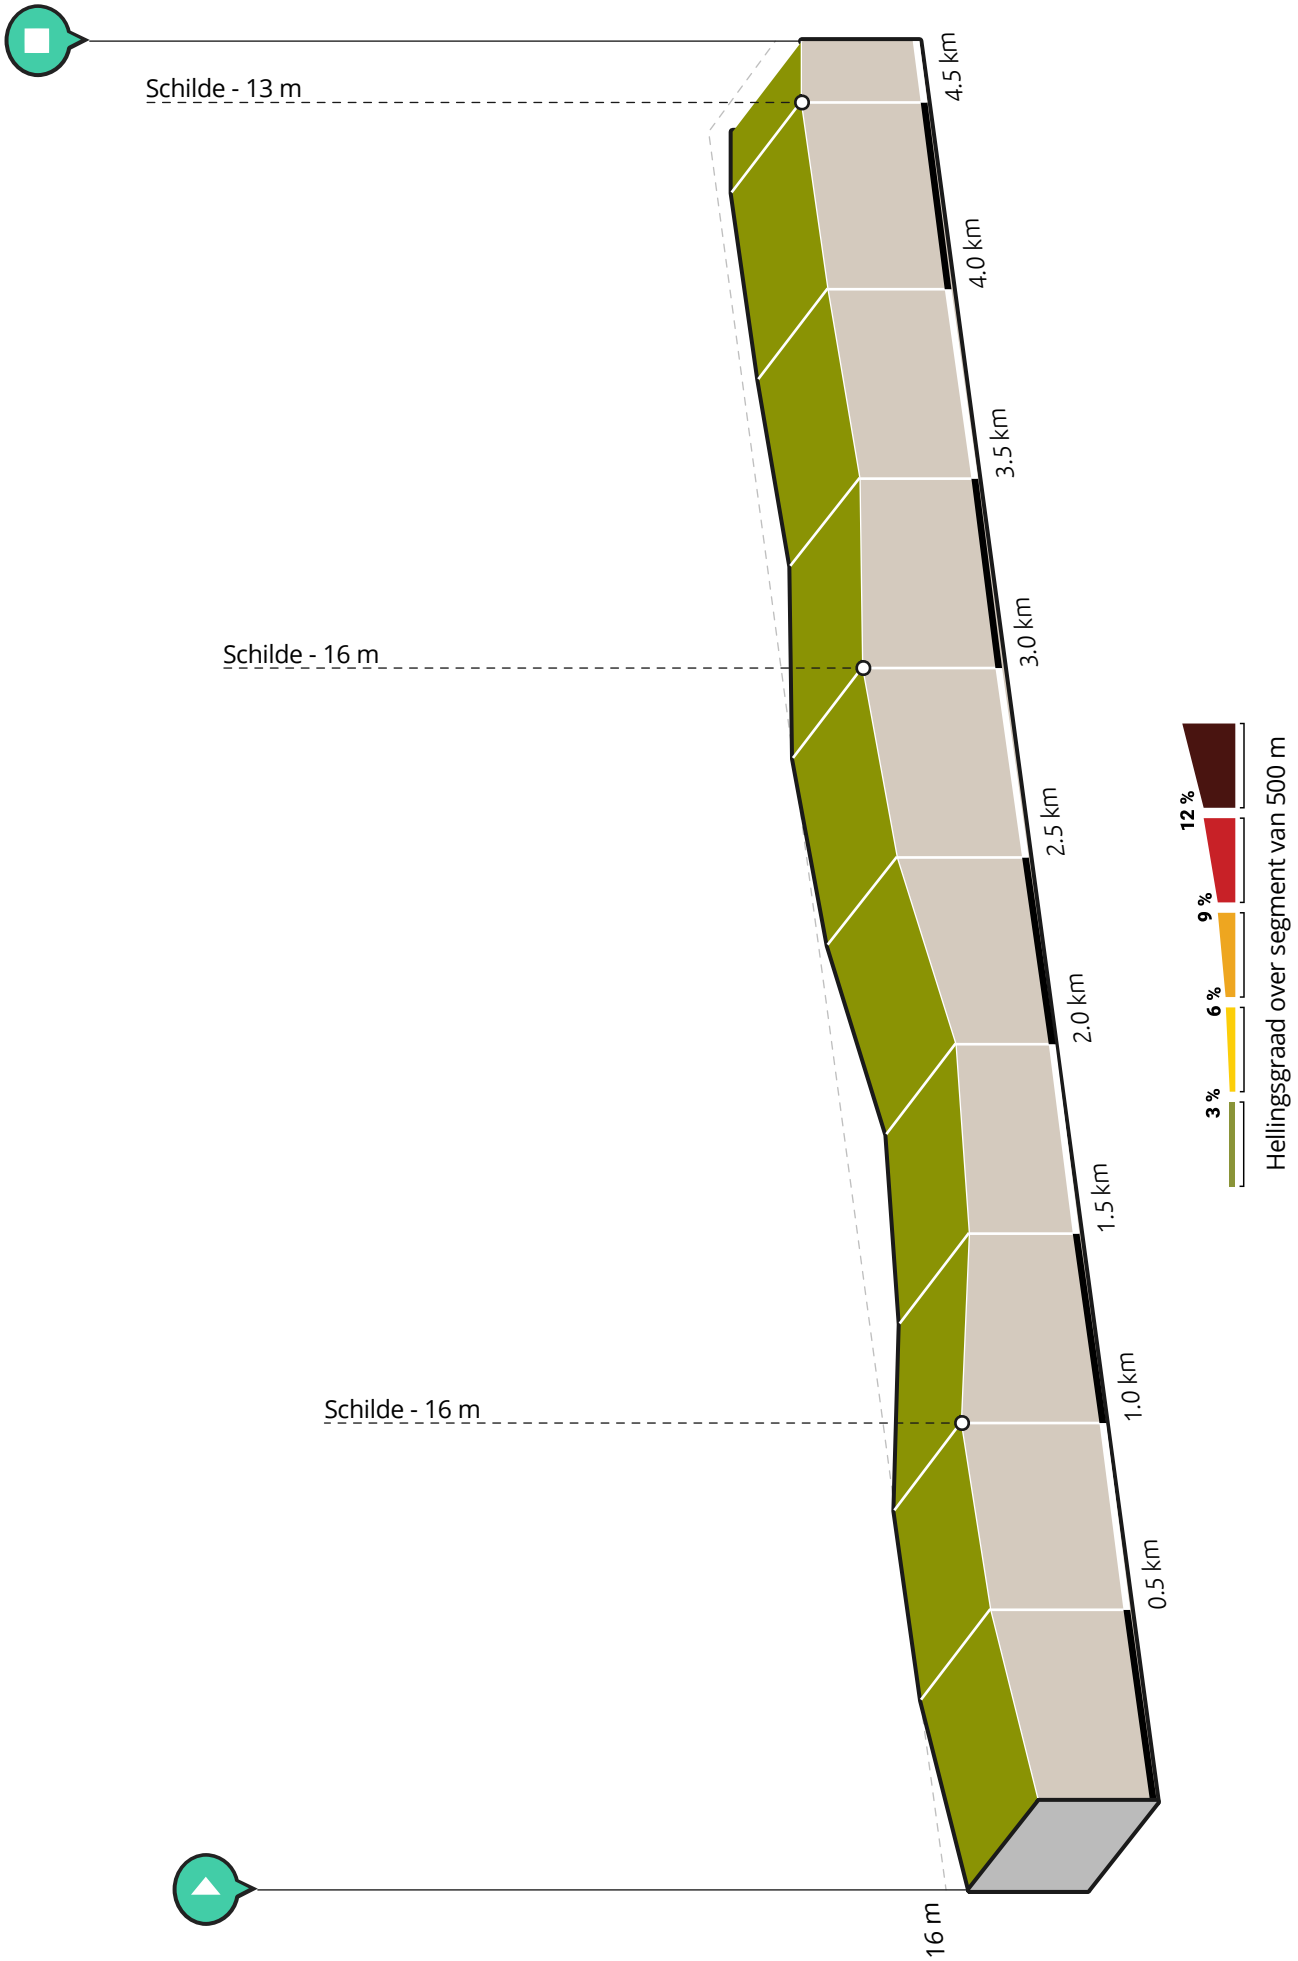 Schilde - 13 m
Schilde - 16 m
Schilde - 16 m
16 m
0.5 km
1.0 km
1.5 km
2.0 km
2.5 km
3.0 km
3.5 km
4.0 km
4.5 km
3 %
6 %
9 %
12 %
Hellingsgraad over segment van 500 m